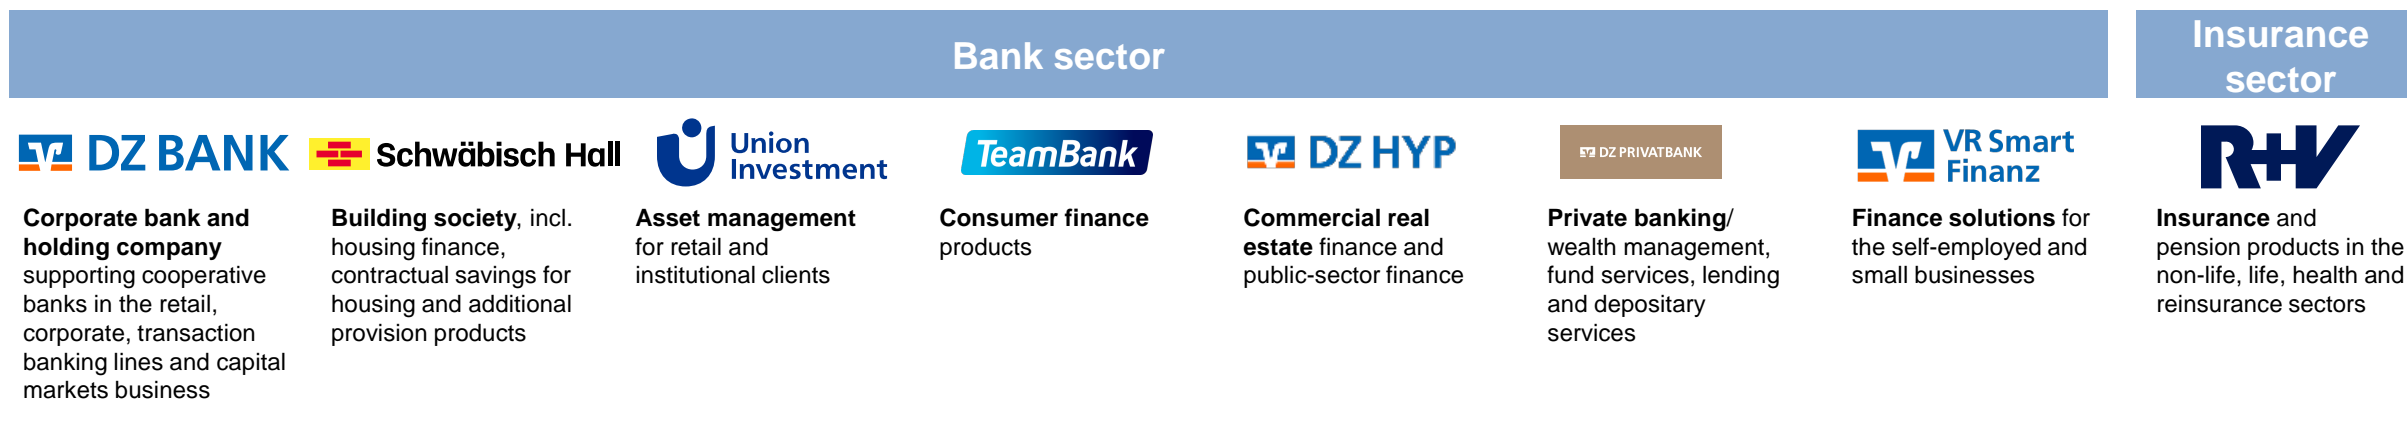 Bank sector
Insurance
sector
DZ BANK
Schwäbisch Hall
Union
Investment
TeamBank
DZ HYP
DZ PRIVATBANK
VR Smart
Finanz
R+V
Corporate bank and
holding company
supporting cooperative
banks in the retail,
corporate, transaction
banking lines and capital
markets business
Building society, incl.
housing finance,
contractual savings for
housing and additional
provision products
Asset management
for retail and
institutional clients
Consumer finance
products
Commercial real
estate finance and
public-sector finance
Private banking/
wealth management,
fund services, lending
and depositary
services
Finance solutions for
the self-employed and
small businesses
Insurance and
pension products in the
non-life, life, health and
reinsurance sectors